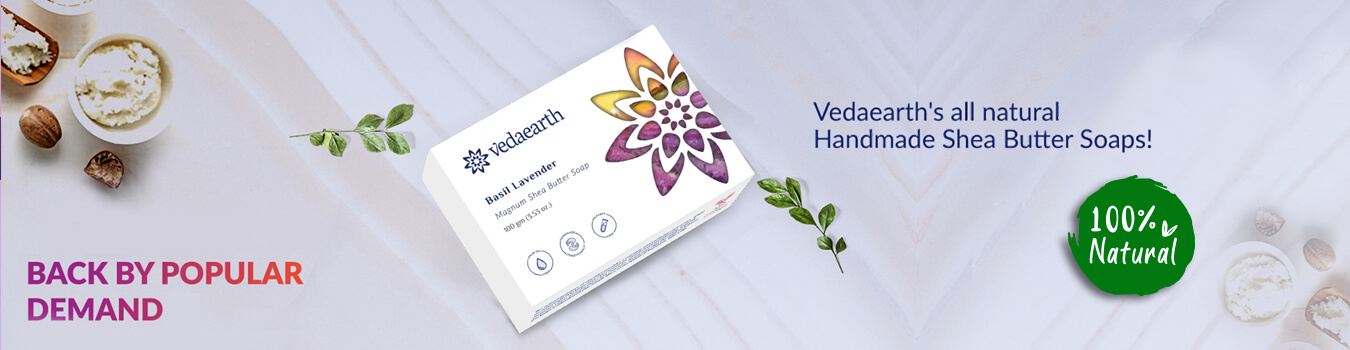 BACK BY POPULAR
DEMAND
vedaearth
Basil Lavender
Magnum Shea Butter Soap
100 gm (3.53 oz.)
Vedaearth's all natural
Handmade Shea Butter Soaps!
100%
Natural